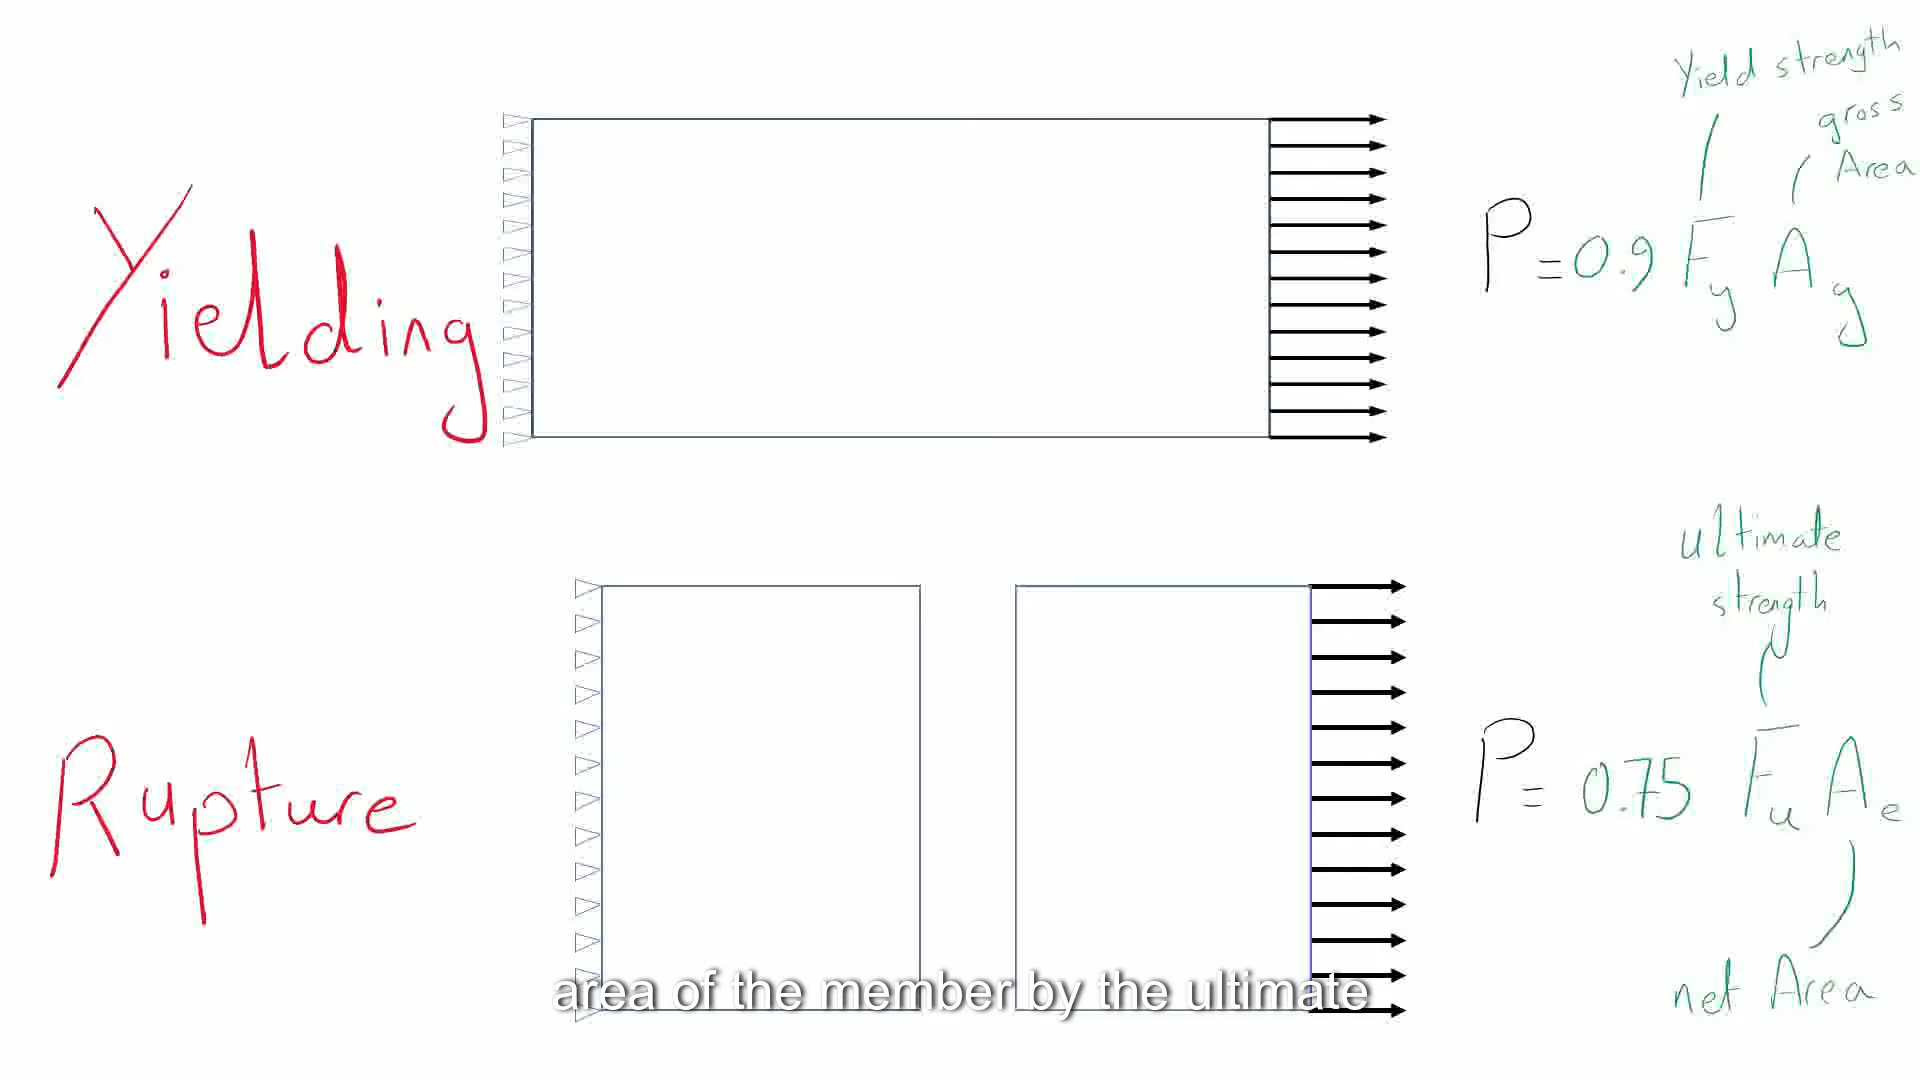 Yielding
Yield strength
gross
Area
P = 0.9 Fy Ag
Rupture
ultimate
strength
P = 0.75 Fu Ae
net Area
area of the member by the ultimate